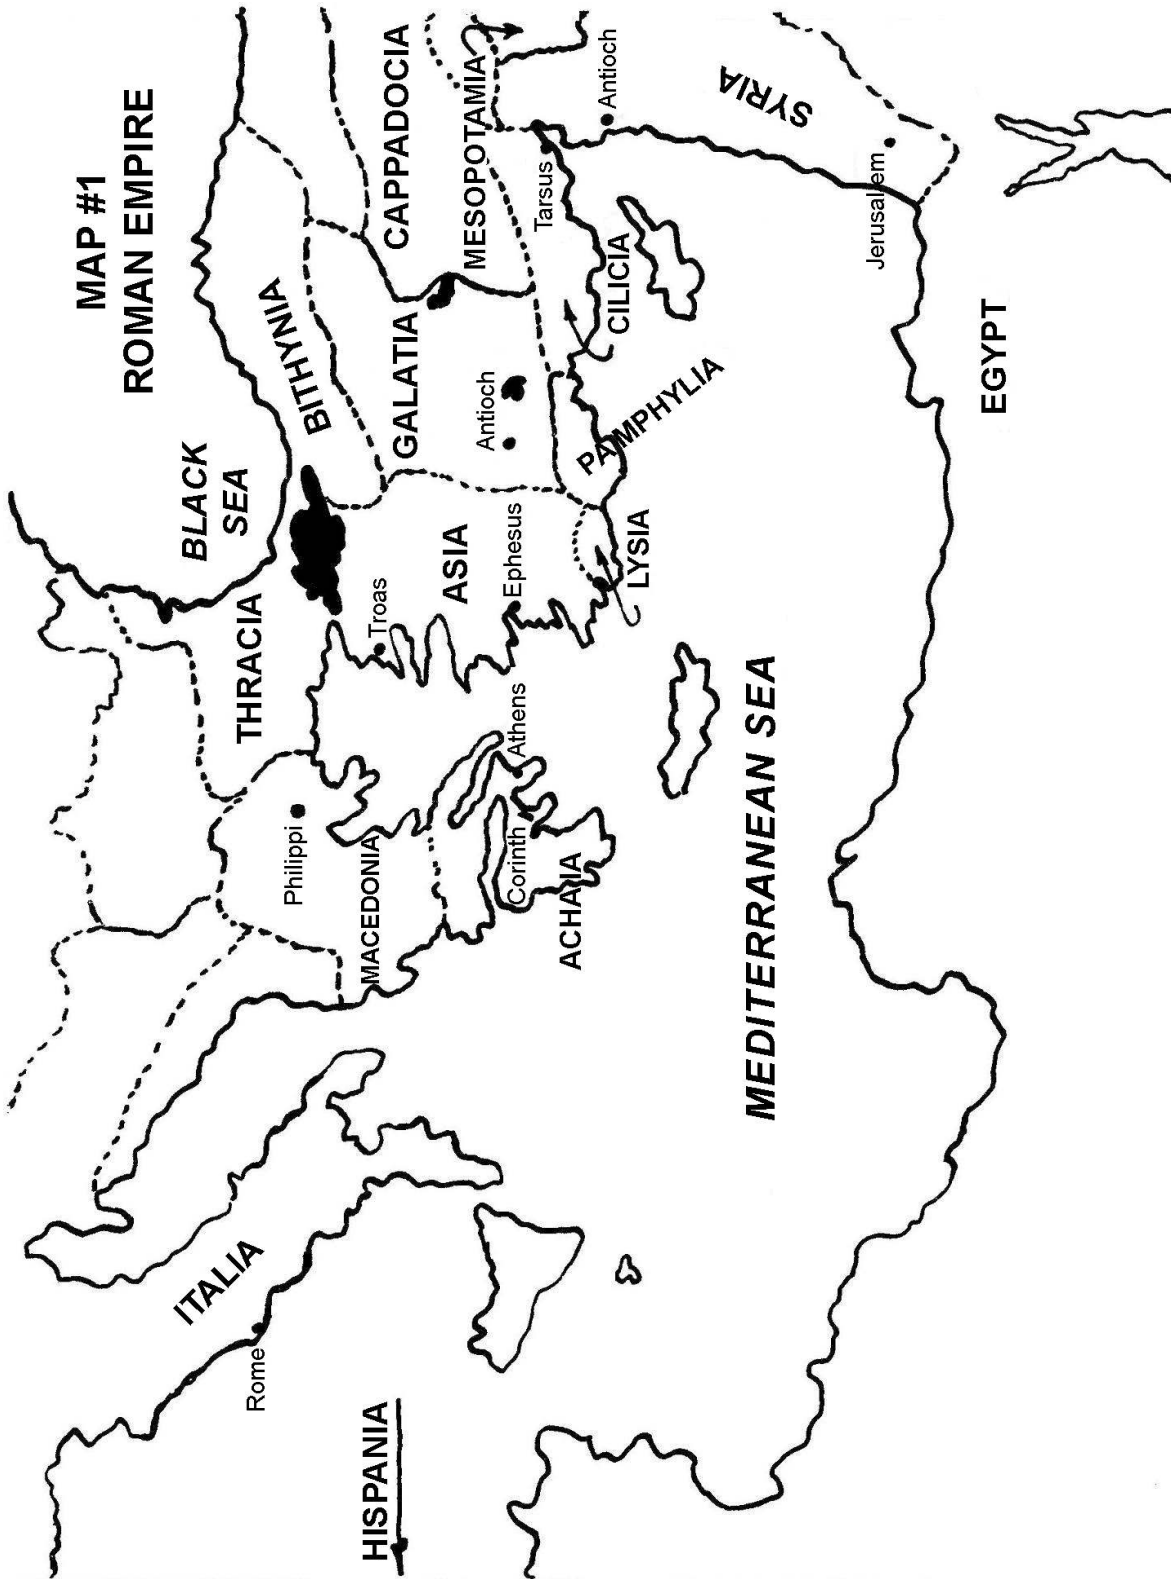 MAP #1
ROMAN EMPIRE
BLACK
SEA
BITHYNIA
THRACIA
CAPPADOCIA
MESOPOTAMIA
GALATIA
Antioch
ASIA
Troas
Ephesus
Philippi
MACEDONIA
Athens
Corinth
ACHAIA
ITALIA
Rome
HISPANIA
Tarsus
Antioch
CILICIA
PAMPHYLIA
LYSIA
SYRIA
Jerusalem
MEDITERRANEAN SEA
EGYPT